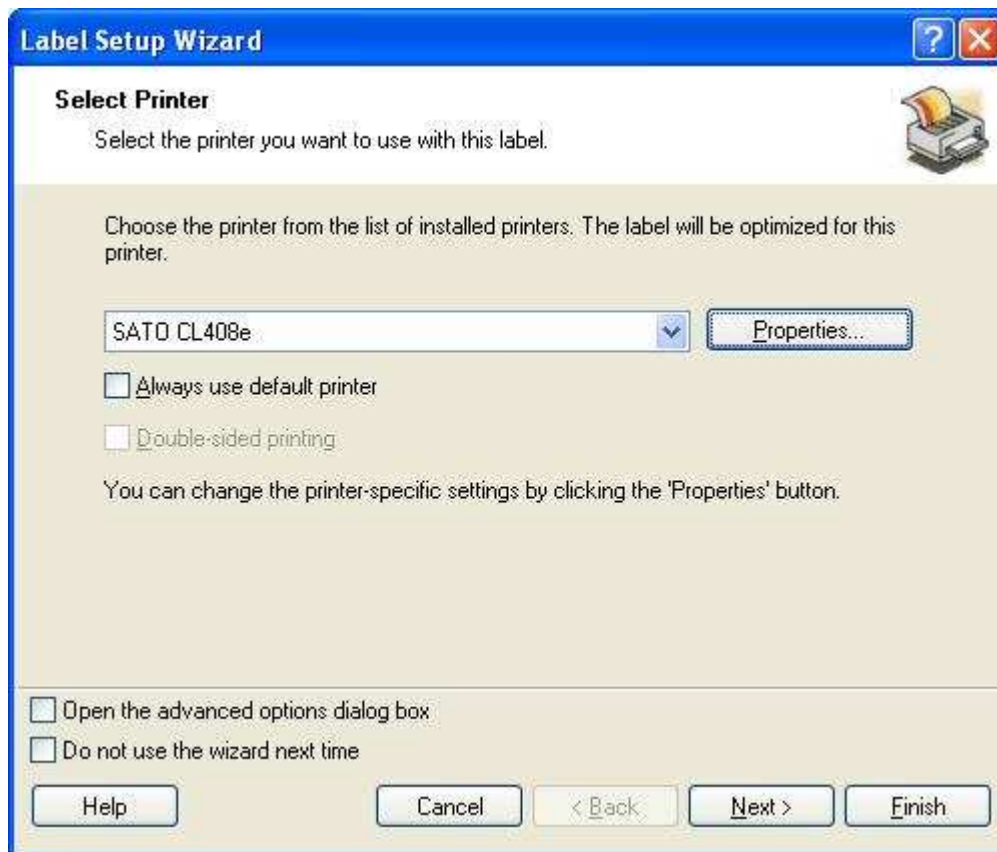 Label Setup Wizard
Select Printer
Select the printer you want to use with this label.
Choose the printer from the list of installed printers. The label will be optimized for this
printer.
SATO CL408e
Properties...
Always use default printer
Double-sided printing
You can change the printer-specific settings by clicking the 'Properties' button.
Open the advanced options dialog box
Do not use the wizard next time
Help Cancel < Back Next > Finish